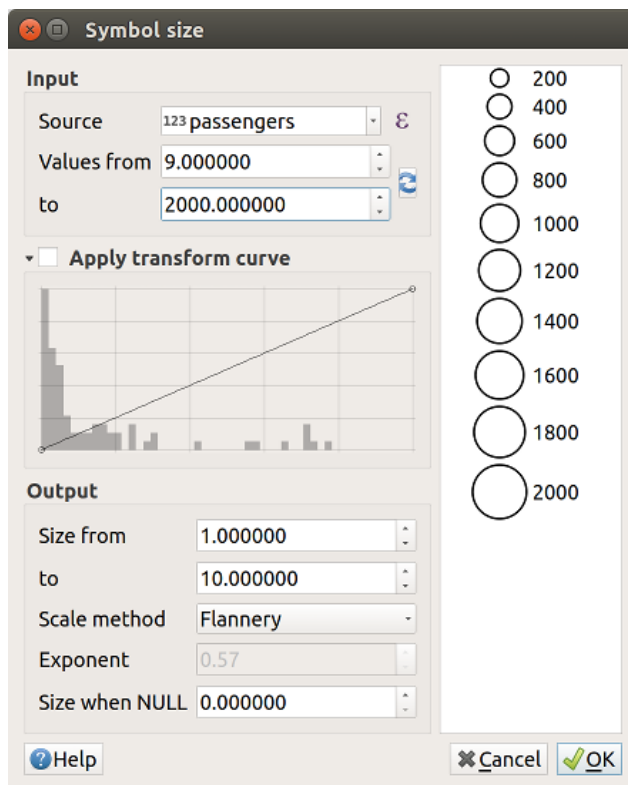 Symbol size
Input
Source 123 passengers ε
Values from 9.000000
to 2000.000000
Apply transform curve
Output
Size from 1.000000
to 10.000000
Scale method Flannery
Exponent 0.57
Size when NULL 0.000000
200
400
600
800
1000
1200
1400
1600
1800
2000
?Help
Cancel OK